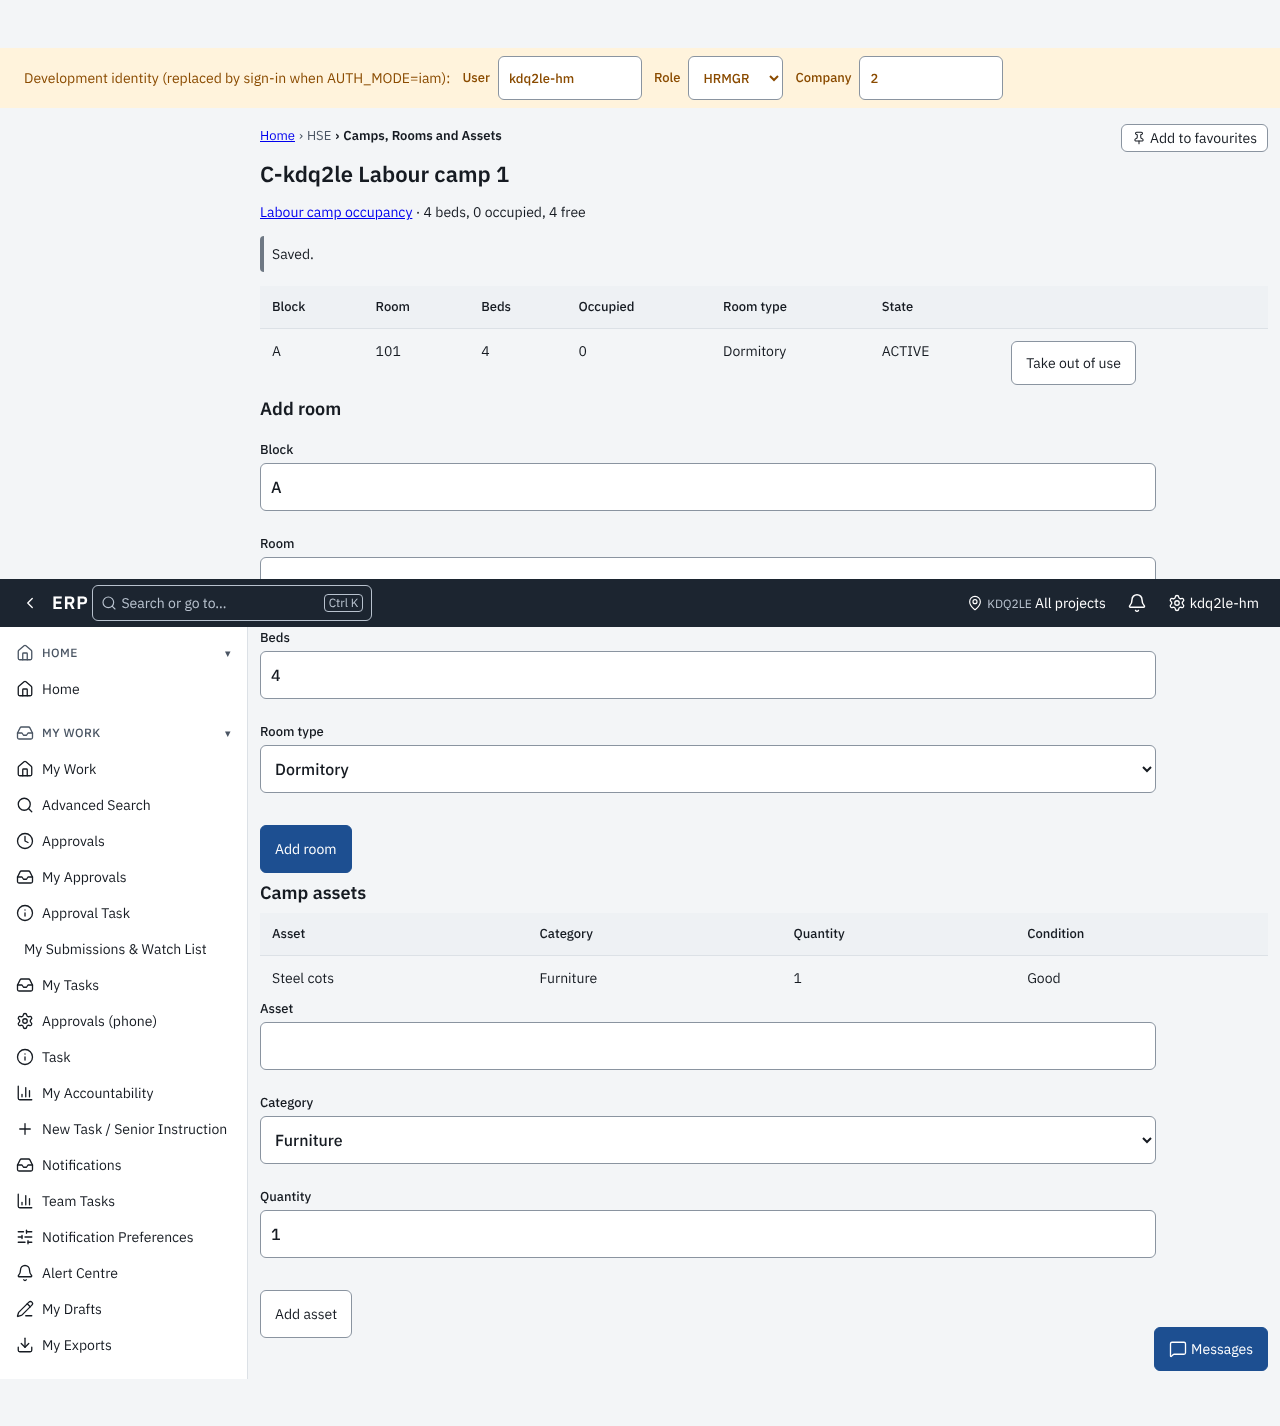 Development identity (replaced by sign-in when AUTH_MODE=iam): User kdq2le-hm Role HRMGR Company 2
Home › HSE › Camps, Rooms and Assets
Add to favourites
C-kdq2le Labour camp 1
Labour camp occupancy · 4 beds, 0 occupied, 4 free
Saved.
Block Room Beds Occupied Room type State
A 101 4 0 Dormitory ACTIVE Take out of use
Add room
Block
A
Room
ERP Search or go to... Ctrl K KDQ2LE All projects kdq2le-hm
HOME
Home
MY WORK
My Work
Advanced Search
Approvals
My Approvals
Approval Task
My Submissions & Watch List
My Tasks
Approvals (phone)
Task
My Accountability
New Task / Senior Instruction
Notifications
Team Tasks
Notification Preferences
Alert Centre
My Drafts
My Exports
Beds
4
Room type
Dormitory
Add room
Camp assets
Asset Category Quantity Condition
Steel cots Furniture 1 Good
Asset
Category
Furniture
Quantity
1
Add asset
Messages